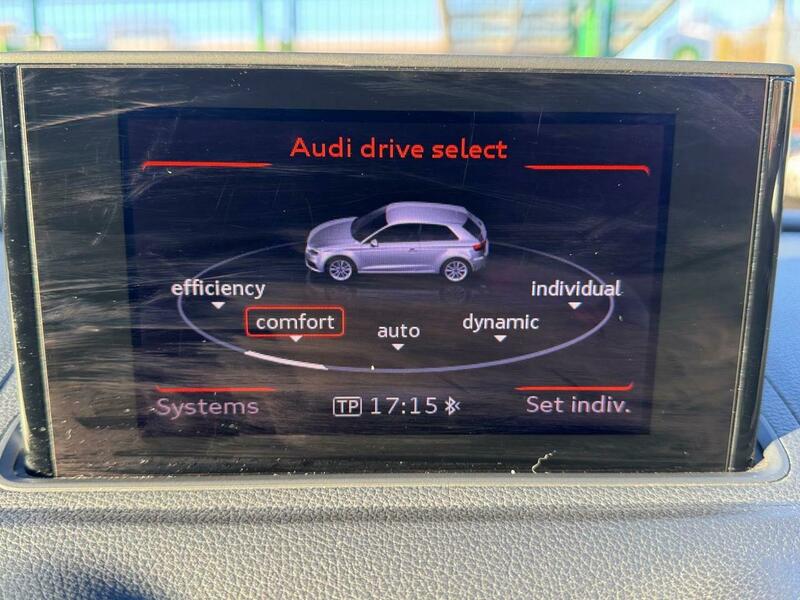 Audi drive select
efficiency
individual
comfort
auto
dynamic
Systems
TP 17:15
Set indiv.